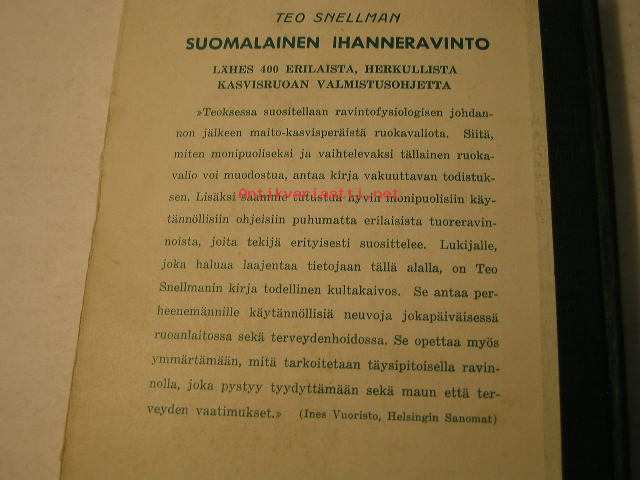 TEO SNELLMAN
SUOMALAINEN IHANNERAVINTO
LÄHES 400 ERILAISTA, HERKULLISTA
KASVISRUOAN VALMISTUSOHJETTA
»Teoksessa suositellaan ravintofysiologisen johdan-
non jälkeen maito-kasvisperäistä ruokavaliota. Siitä,
miten monipuoliseksi ja vaihtelevaksi tällainen ruoka-
valio voi muodostua, antaa kirja vakuuttavan todistuk-
sen. Lisäksi saamme tutustua hyvin monipuolisiin käy-
Antikvariaatti.net
tännöllisiin ohjeisiin puhumatta erilaisista tuoreravin-
noista, joita tekijä erityisesti suosittelee. Lukijalle,
joka haluaa laajentaa tietojaan tällä alalla, on Teo
Snellmanin kirja todellinen kultakaivos. Se antaa per-
heenemännille käytännöllisiä neuvoja jokapäiväisessä
ruoanlaitossa sekä terveydenhoidossa. Se opettaa myös
ymmärtämään, mitä tarkoitetaan täysipitoisella ravin-
nolla, joka pystyy tyydyttämään sekä maun että ter-
veyden vaatimukset.» (Ines Vuoristo, Helsingin Sanomat)